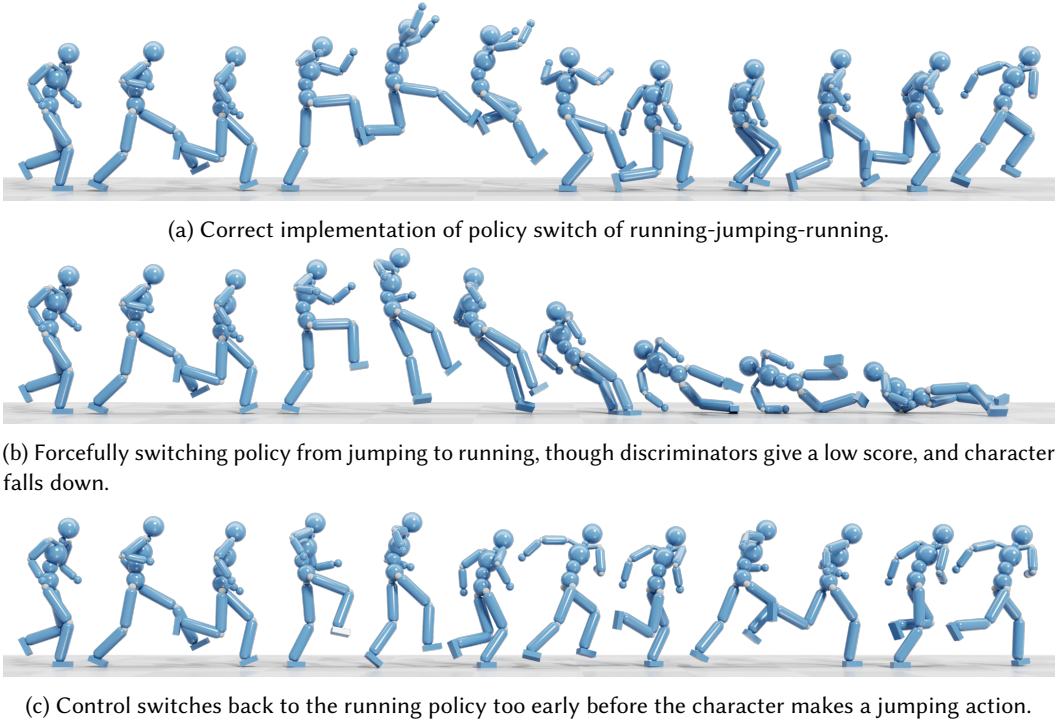 (a) Correct implementation of policy switch of running-jumping-running.
(b) Forcefully switching policy from jumping to running, though discriminators give a low score, and character
falls down.
(c) Control switches back to the running policy too early before the character makes a jumping action.